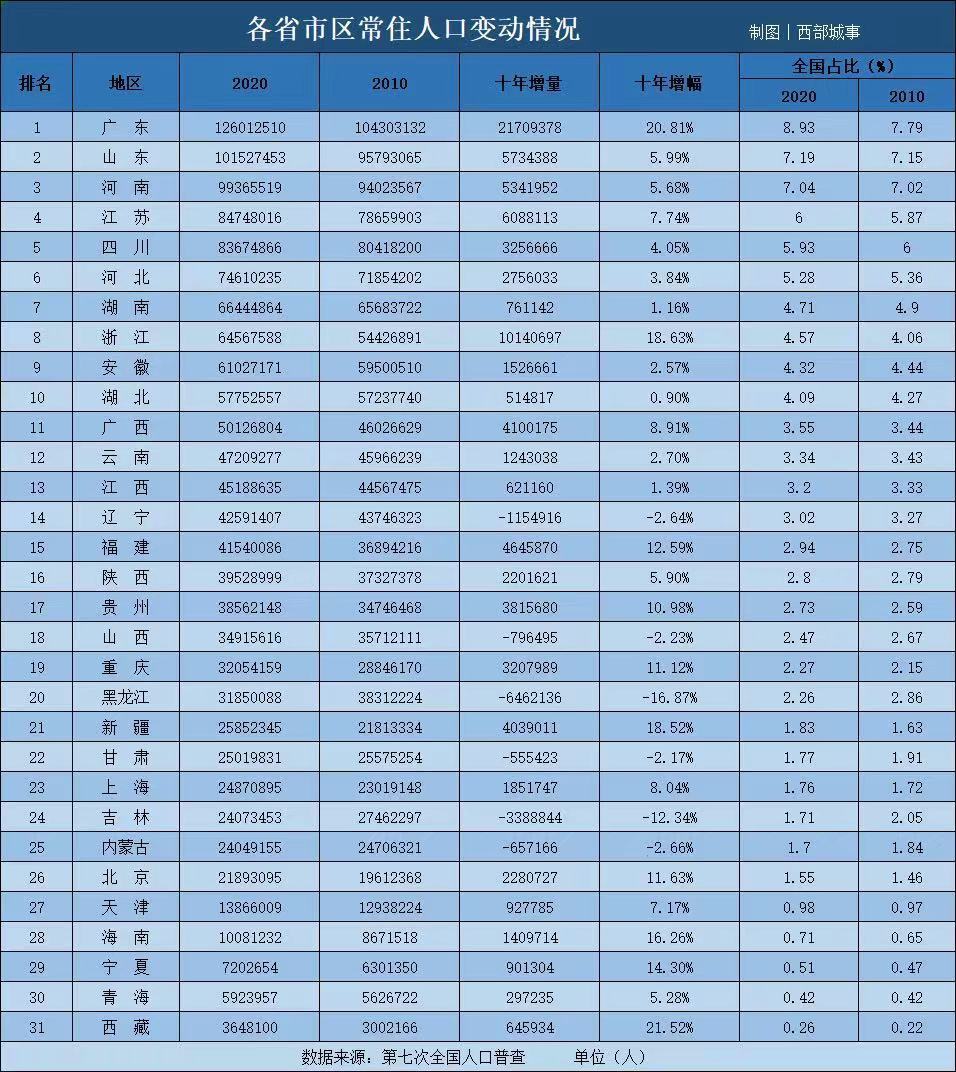 各省市区常住人口变动情况 制图｜西部城事
排名 地区 2020 2010 十年增量 十年增幅 全国占比（%）
2020 2010
1 广东 126012510 104303132 21709378 20.81% 8.93 7.79
2 山东 101527453 95793065 5734388 5.99% 7.19 7.15
3 河南 99365519 94023567 5341952 5.68% 7.04 7.02
4 江苏 84748016 78659903 6088113 7.74% 6 5.87
5 四川 83674866 80418200 3256666 4.05% 5.93 6
6 河北 74610235 71854202 2756033 3.84% 5.28 5.36
7 湖南 66444864 65683722 761142 1.16% 4.71 4.9
8 浙江 64567588 54426891 10140697 18.63% 4.57 4.06
9 安徽 61027171 59500510 1526661 2.57% 4.32 4.44
10 湖北 57752557 57237740 514817 0.90% 4.09 4.27
11 广西 50126804 46026629 4100175 8.91% 3.55 3.44
12 云南 47209277 45966239 1243038 2.70% 3.34 3.43
13 江西 45188635 44567475 621160 1.39% 3.2 3.33
14 辽宁 42591407 43746323 -1154916 -2.64% 3.02 3.27
15 福建 41540086 36894216 4645870 12.59% 2.94 2.75
16 陕西 39528999 37327378 2201621 5.90% 2.8 2.79
17 贵州 38562148 34746468 3815680 10.98% 2.73 2.59
18 山西 34915616 35712111 -796495 -2.23% 2.47 2.67
19 重庆 32054159 28846170 3207989 11.12% 2.27 2.15
20 黑龙江 31850088 38312224 -6462136 -16.87% 2.26 2.86
21 新疆 25852345 21813334 4039011 18.52% 1.83 1.63
22 甘肃 25019831 25575254 -555423 -2.17% 1.77 1.91
23 上海 24870895 23019148 1851747 8.04% 1.76 1.72
24 吉林 24073453 27462297 -3388844 -12.34% 1.71 2.05
25 内蒙古 24049155 24706321 -657166 -2.66% 1.7 1.84
26 北京 21893095 19612368 2280727 11.63% 1.55 1.46
27 天津 13866009 12938224 927785 7.17% 0.98 0.97
28 海南 10081232 8671518 1409714 16.26% 0.71 0.65
29 宁夏 7202654 6301350 901304 14.30% 0.51 0.47
30 青海 5923957 5626722 297235 5.28% 0.42 0.42
31 西藏 3648100 3002166 645934 21.52% 0.26 0.22
数据来源：第七次全国人口普查 单位（人）